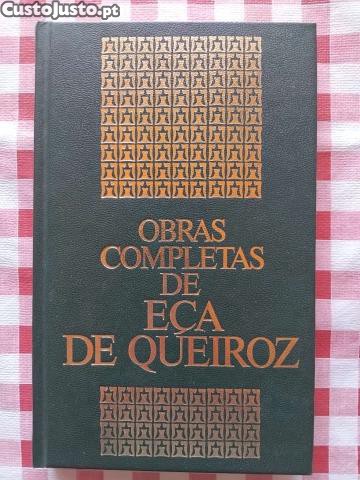 CustoJusto.pt
OBRAS
COMPLETAS
DE
EÇA
DE QUEIROZ